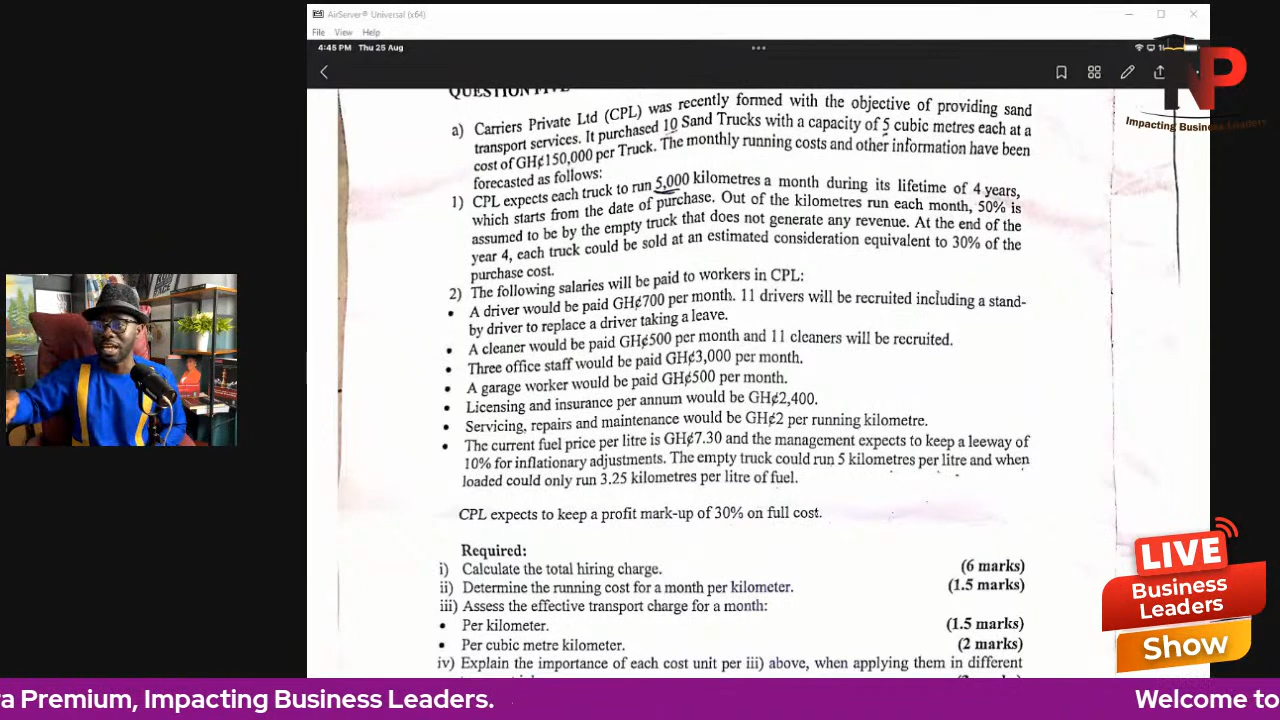 AirServer® Universal (x64)
File View Help
4:45 PM Thu 25 Aug
QUESTION FIVE
a) Carriers Private Ltd (CPL) was recently formed with the objective of providing sand
transport services. It purchased 10 Sand Trucks with a capacity of 5 cubic metres each at a
cost of GH¢150,000 per Truck. The monthly running costs and other information have been
forecasted as follows:
1) CPL expects each truck to run 5,000 kilometres a month during its lifetime of 4 years,
which starts from the date of purchase. Out of the kilometres run each month, 50% is
assumed to be by the empty truck that does not generate any revenue. At the end of the
year 4, each truck could be sold at an estimated consideration equivalent to 30% of the
purchase cost.
2) The following salaries will be paid to workers in CPL:
• A driver would be paid GH¢700 per month. 11 drivers will be recruited including a stand-
by driver to replace a driver taking a leave.
• A cleaner would be paid GH¢500 per month and 11 cleaners will be recruited.
• Three office staff would be paid GH¢3,000 per month.
• A garage worker would be paid GH¢500 per month.
• Licensing and insurance per annum would be GH¢2,400.
• Servicing, repairs and maintenance would be GH¢2 per running kilometre.
• The current fuel price per litre is GH¢7.30 and the management expects to keep a leeway of
10% for inflationary adjustments. The empty truck could run 5 kilometres per litre and when
loaded could only run 3.25 kilometres per litre of fuel.
CPL expects to keep a profit mark-up of 30% on full cost.
Required:
i) Calculate the total hiring charge. (6 marks)
ii) Determine the running cost for a month per kilometer. (1.5 marks)
iii) Assess the effective transport charge for a month:
• Per kilometer. (1.5 marks)
• Per cubic metre kilometer. (2 marks)
iv) Explain the importance of each cost unit per iii) above, when applying them in different
NP
Impacting Business Leaders
LIVE
Business
Leaders
Show
ra Premium, Impacting Business Leaders.
Welcome to